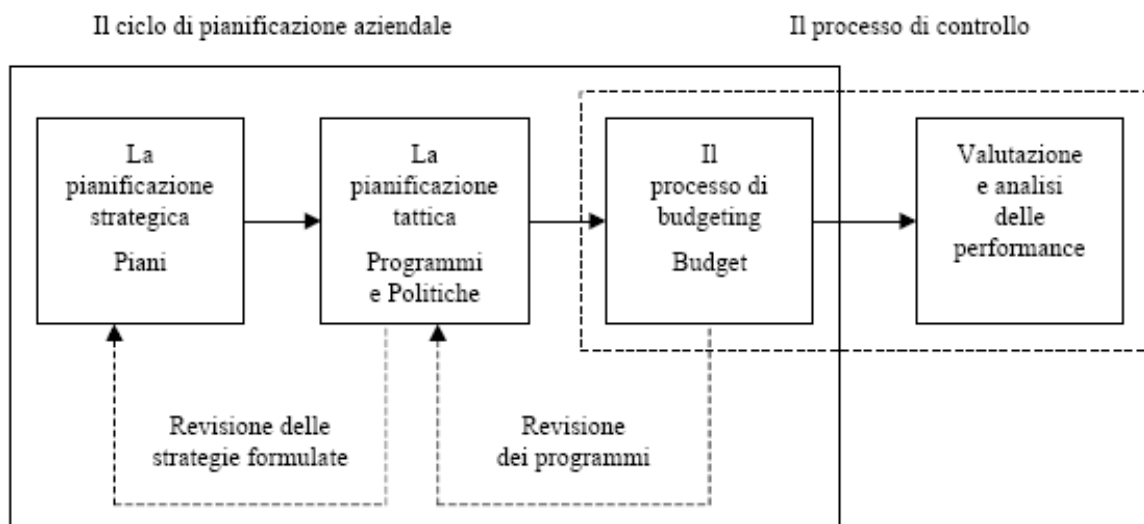 Il ciclo di pianificazione aziendale
Il processo di controllo
La
pianificazione
strategica
Piani
La
pianificazione
tattica
Programmi
e Politiche
Il
processo di
budgeting
Budget
Valutazione
e analisi
delle
performance
Revisione delle
strategie formulate
Revisione
dei programmi